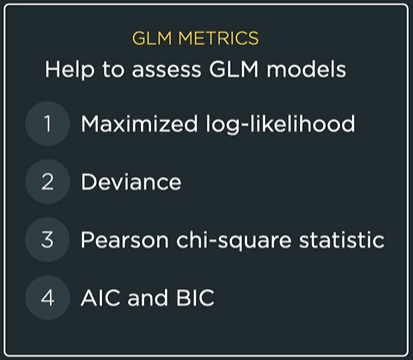 GLM METRICS
Help to assess GLM models
1 Maximized log-likelihood
2 Deviance
3 Pearson chi-square statistic
4 AIC and BIC